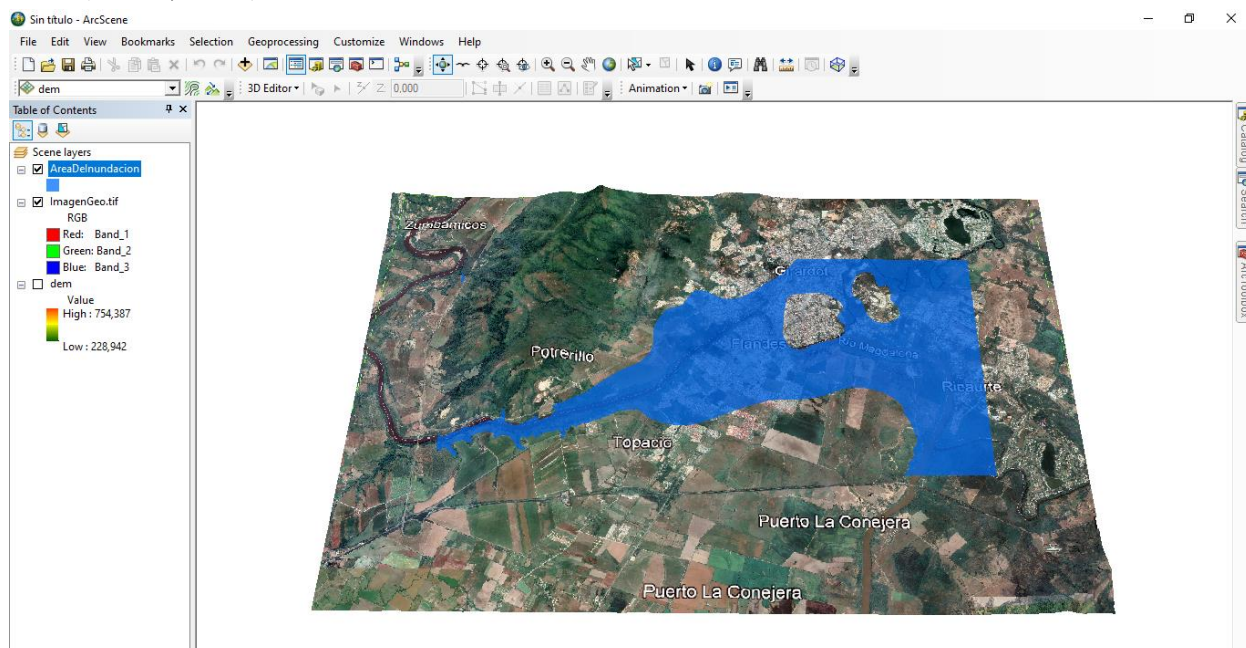 Sin título - ArcScene
File Edit View Bookmarks Selection Geoprocessing Customize Windows Help
dem 3D Editor Z: 0.000 Animation
Table of Contents
Scene layers
AreaDeInundacion
ImagenGeo.tif
RGB
Red: Band_1
Green: Band_2
Blue: Band_3
dem
Value
High : 754,387
Low : 228,942
Zumbamicos
Girardot
Potrerillo
Flandes
Río Magdalena
Ricaurte
Topacio
Puerto La Conejera
Puerto La Conejera
Catalog
Search
ArcToolbox